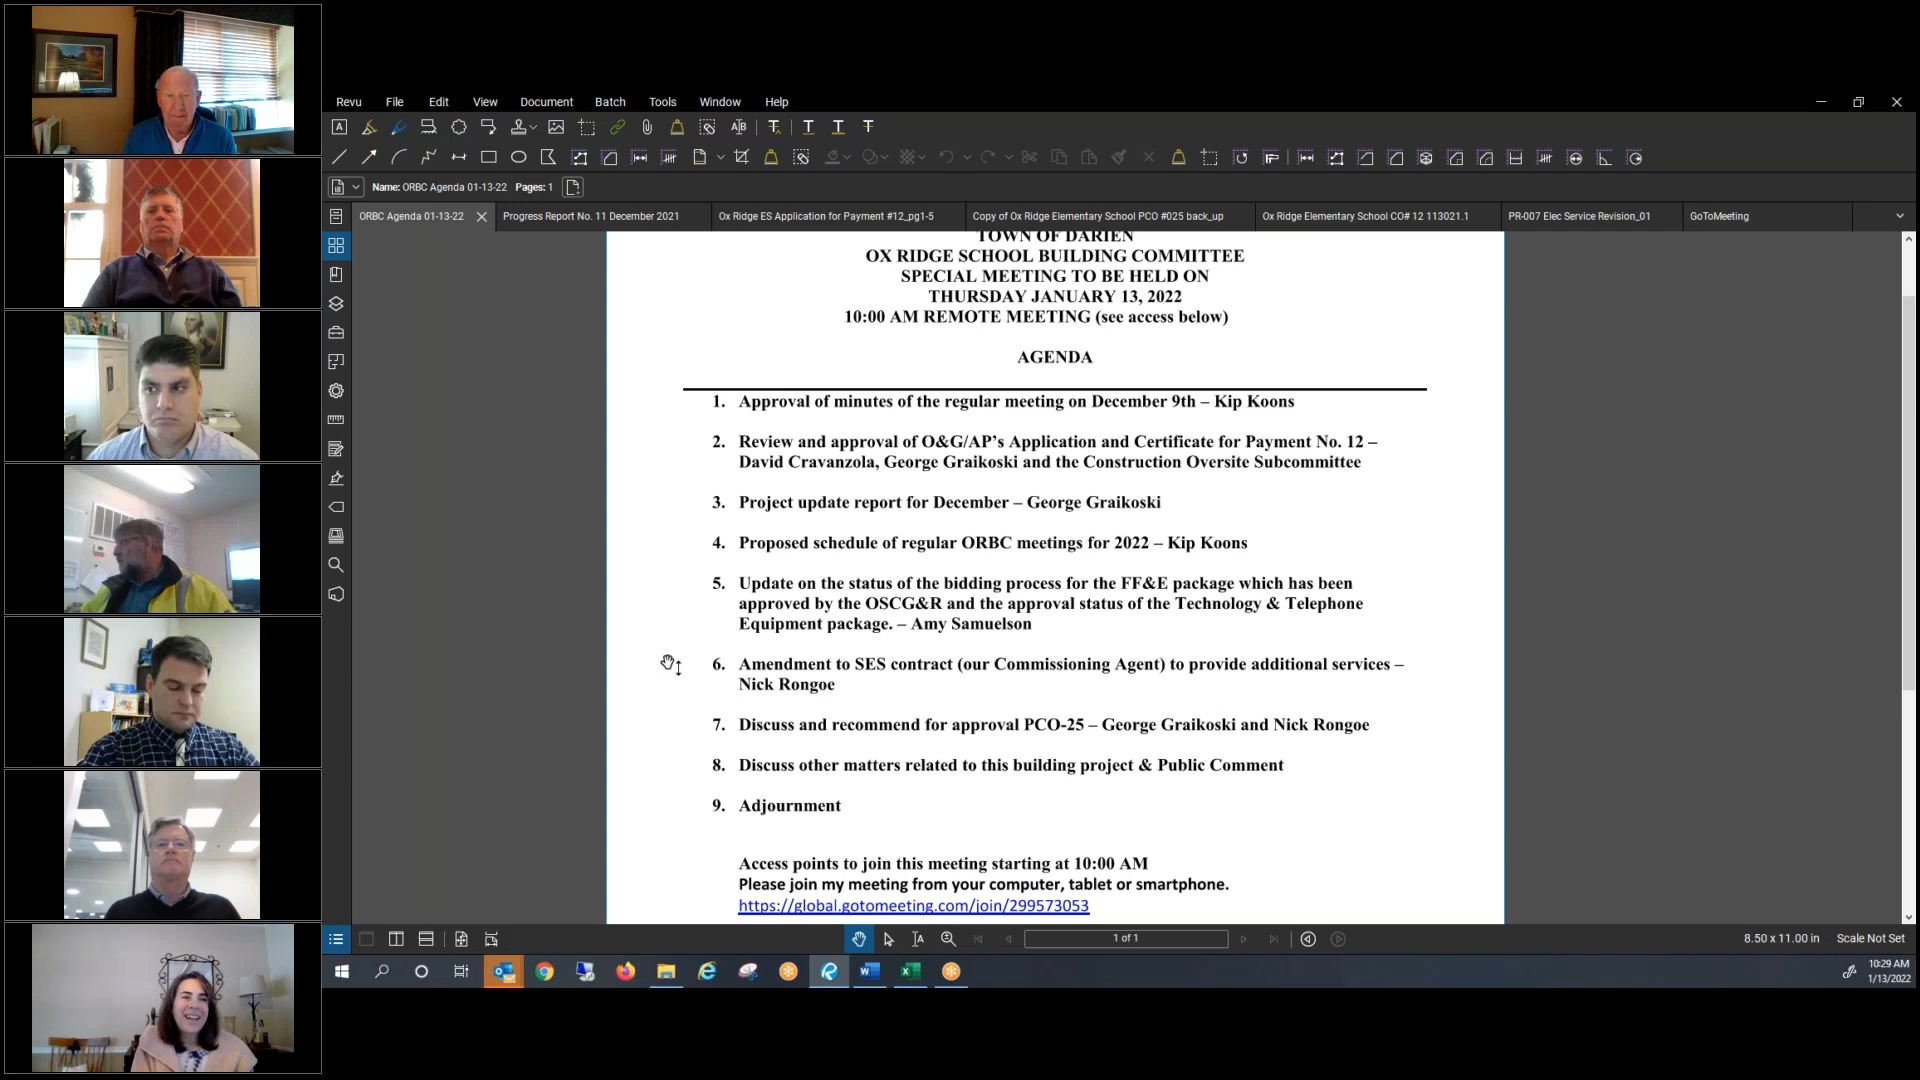 Revu File Edit View Document Batch Tools Window Help
Name: ORBC Agenda 01-13-22 Pages: 1
ORBC Agenda 01-13-22 Progress Report No. 11 December 2021 Ox Ridge ES Application for Payment #12_pg1-5 Copy of Ox Ridge Elementary School PCO #025 back_up Ox Ridge Elementary School CO# 12 113021.1 PR-007 Elec Service Revision_01 GoToMeeting
TOWN OF DARIEN
OX RIDGE SCHOOL BUILDING COMMITTEE
SPECIAL MEETING TO BE HELD ON
THURSDAY JANUARY 13, 2022
10:00 AM REMOTE MEETING (see access below)
AGENDA
1. Approval of minutes of the regular meeting on December 9th – Kip Koons
2. Review and approval of O&G/AP's Application and Certificate for Payment No. 12 –
David Cravanzola, George Graikoski and the Construction Oversite Subcommittee
3. Project update report for December – George Graikoski
4. Proposed schedule of regular ORBC meetings for 2022 – Kip Koons
5. Update on the status of the bidding process for the FF&E package which has been
approved by the OSCG&R and the approval status of the Technology & Telephone
Equipment package. – Amy Samuelson
6. Amendment to SES contract (our Commissioning Agent) to provide additional services –
Nick Rongoe
7. Discuss and recommend for approval PCO-25 – George Graikoski and Nick Rongoe
8. Discuss other matters related to this building project & Public Comment
9. Adjournment
Access points to join this meeting starting at 10:00 AM
Please join my meeting from your computer, tablet or smartphone.
https://global.gotomeeting.com/join/299573053
1 of 1
8.50 x 11.00 in Scale Not Set
10:29 AM
1/13/2022